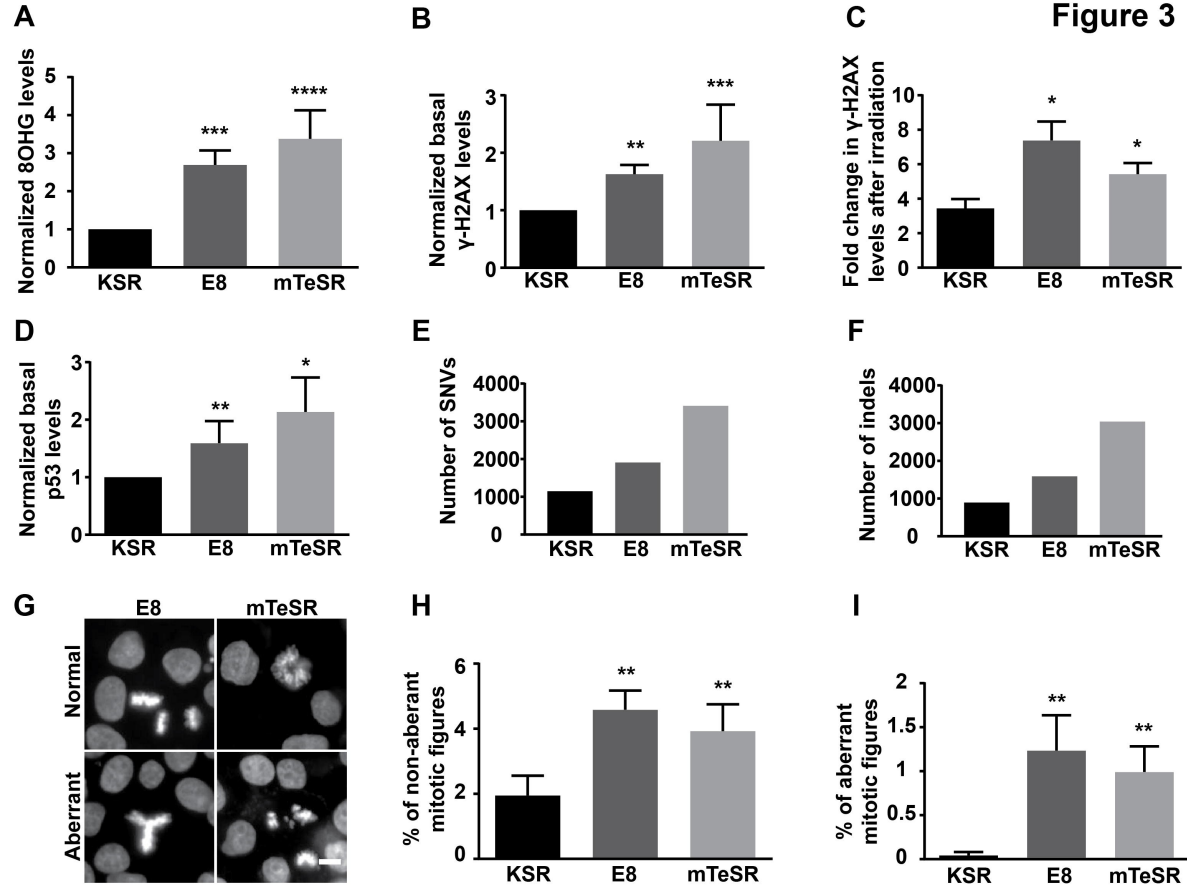 Figure 3
A
Normalized 8OHG levels
5
4
3
2
1
0
***
****
KSR E8 mTeSR
B
Normalized basal
γ-H2AX levels
3
2
1
0
**
***
KSR E8 mTeSR
C
Fold change in γ-H2AX
levels after irradiation
10
8
6
4
2
0
*
*
KSR E8 mTeSR
D
Normalized basal
p53 levels
3
2
1
0
**
*
KSR E8 mTeSR
E
Number of SNVs
4000
3000
2000
1000
0
KSR E8 mTeSR
F
Number of indels
4000
3000
2000
1000
0
KSR E8 mTeSR
G
E8 mTeSR
Normal
Aberrant
H
% of non-aberant
mitotic figures
6
4
2
0
**
**
KSR E8 mTeSR
I
% of aberrant
mitotic figures
2
1.5
1
0.5
0
**
**
KSR E8 mTeSR